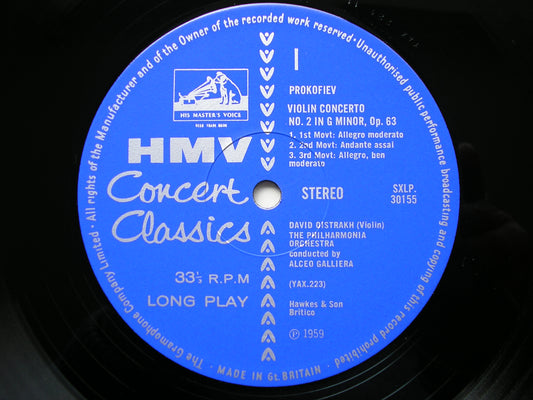 · All rights of the Manufacturer and of the Owner of the recorded work reserved · Unauthorised public performance broadcasting and copying of this record prohibited · The Gramophone Company Limited
HIS MASTER'S VOICE
HMV
Concert
Classics
33⅓ R.P.M
LONG PLAY
I
PROKOFIEV
VIOLIN CONCERTO
NO. 2 IN G MINOR, Op. 63
1. 1st Movt: Allegro moderato
2. 2nd Movt: Andante assai
3. 3rd Movt: Allegro, ben
moderato
STEREO
SXLP.
30155
DAVID OISTRAKH (Violin)
THE PHILHARMONIA
ORCHESTRA
conducted by
ALCEO GALLIERA
(YAX.223)
Hawkes & Son
Britico
Ⓟ 1959
· MADE IN Gt. BRITAIN ·